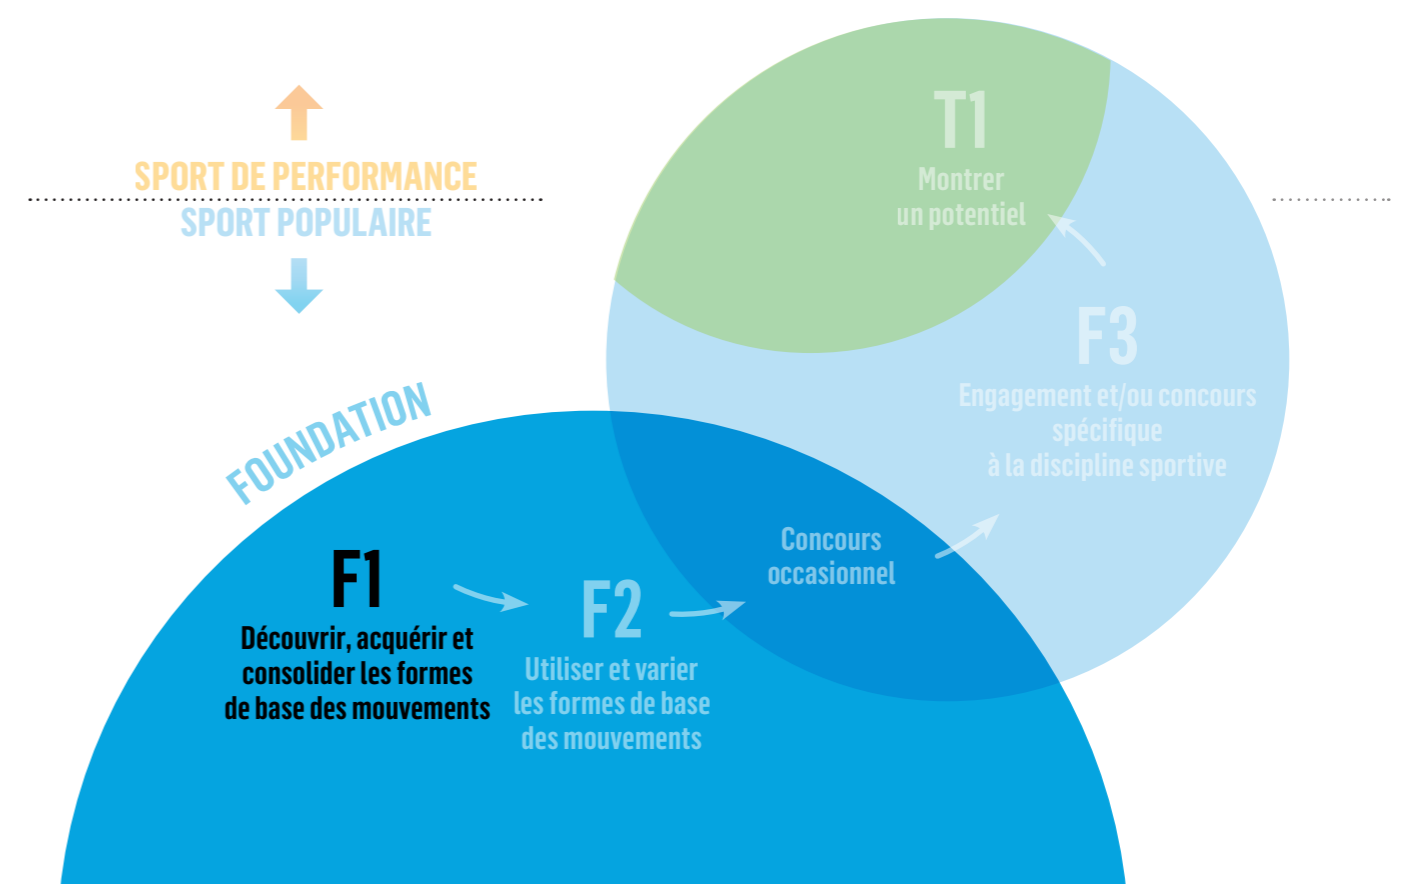 T1
Montrer
un potentiel
SPORT DE PERFORMANCE
SPORT POPULAIRE
F3
Engagement et/ou concours
spécifique
à la discipline sportive
FOUNDATION
F1
Découvrir, acquérir et
consolider les formes
de base des mouvements
F2
Utiliser et varier
les formes de base
des mouvements
Concours
occasionnel